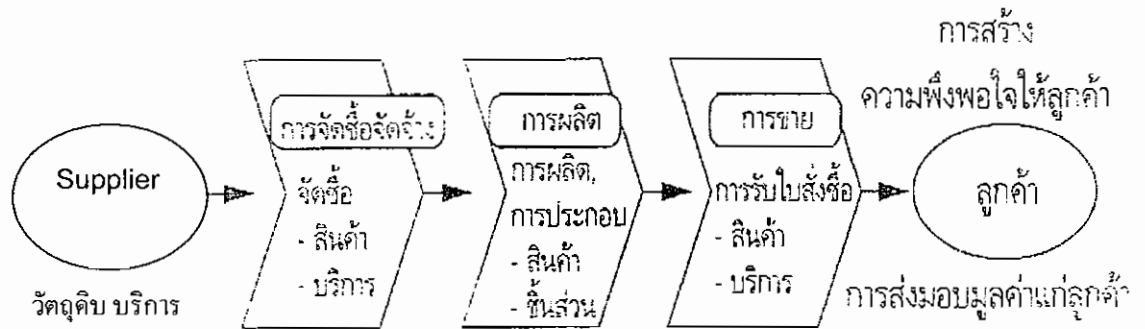 Supplier
วัตถุดิบ บริการ
การจัดซื้อจัดจ้าง
จัดซื้อ
- สินค้า
- บริการ
การผลิต
การผลิต,
การประกอบ
- สินค้า
- ชิ้นส่วน
การขาย
การรับใบสั่งซื้อ
- สินค้า
- บริการ
การสร้าง
ความพึงพอใจให้ลูกค้า
ลูกค้า
การส่งมอบมูลค่าแก่ลูกค้า